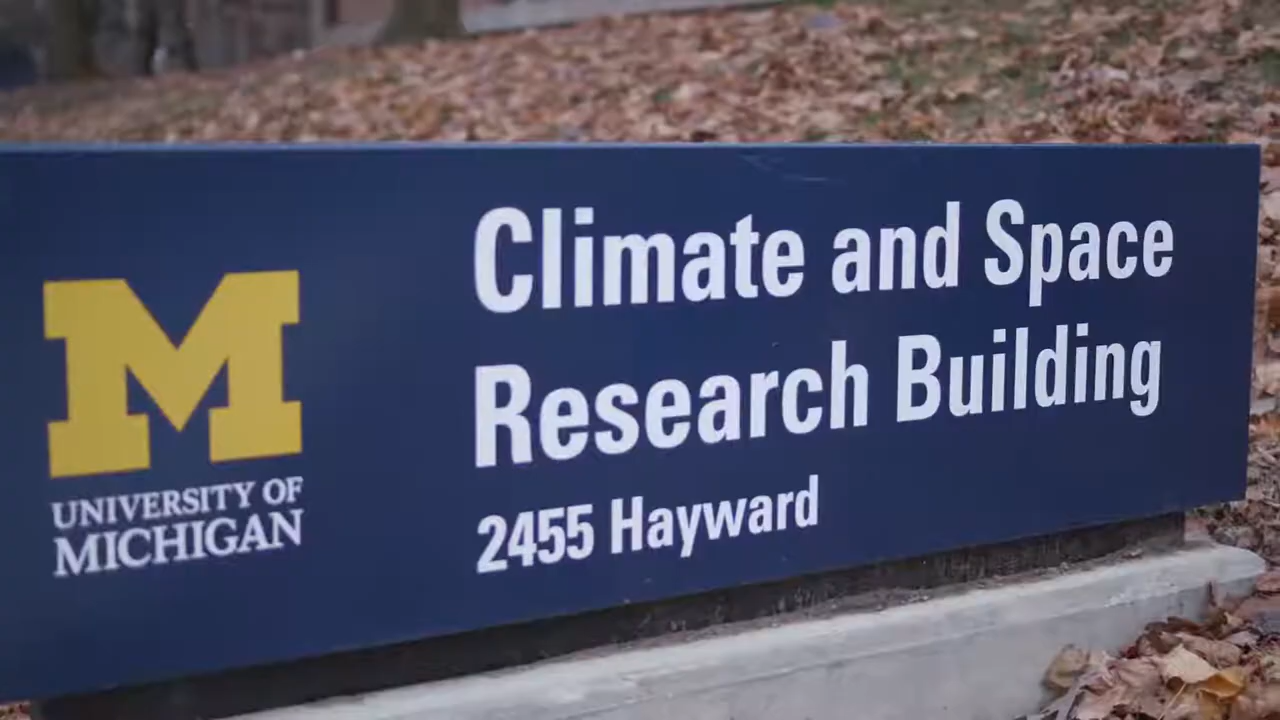 M
UNIVERSITY OF
MICHIGAN
Climate and Space
Research Building
2455 Hayward